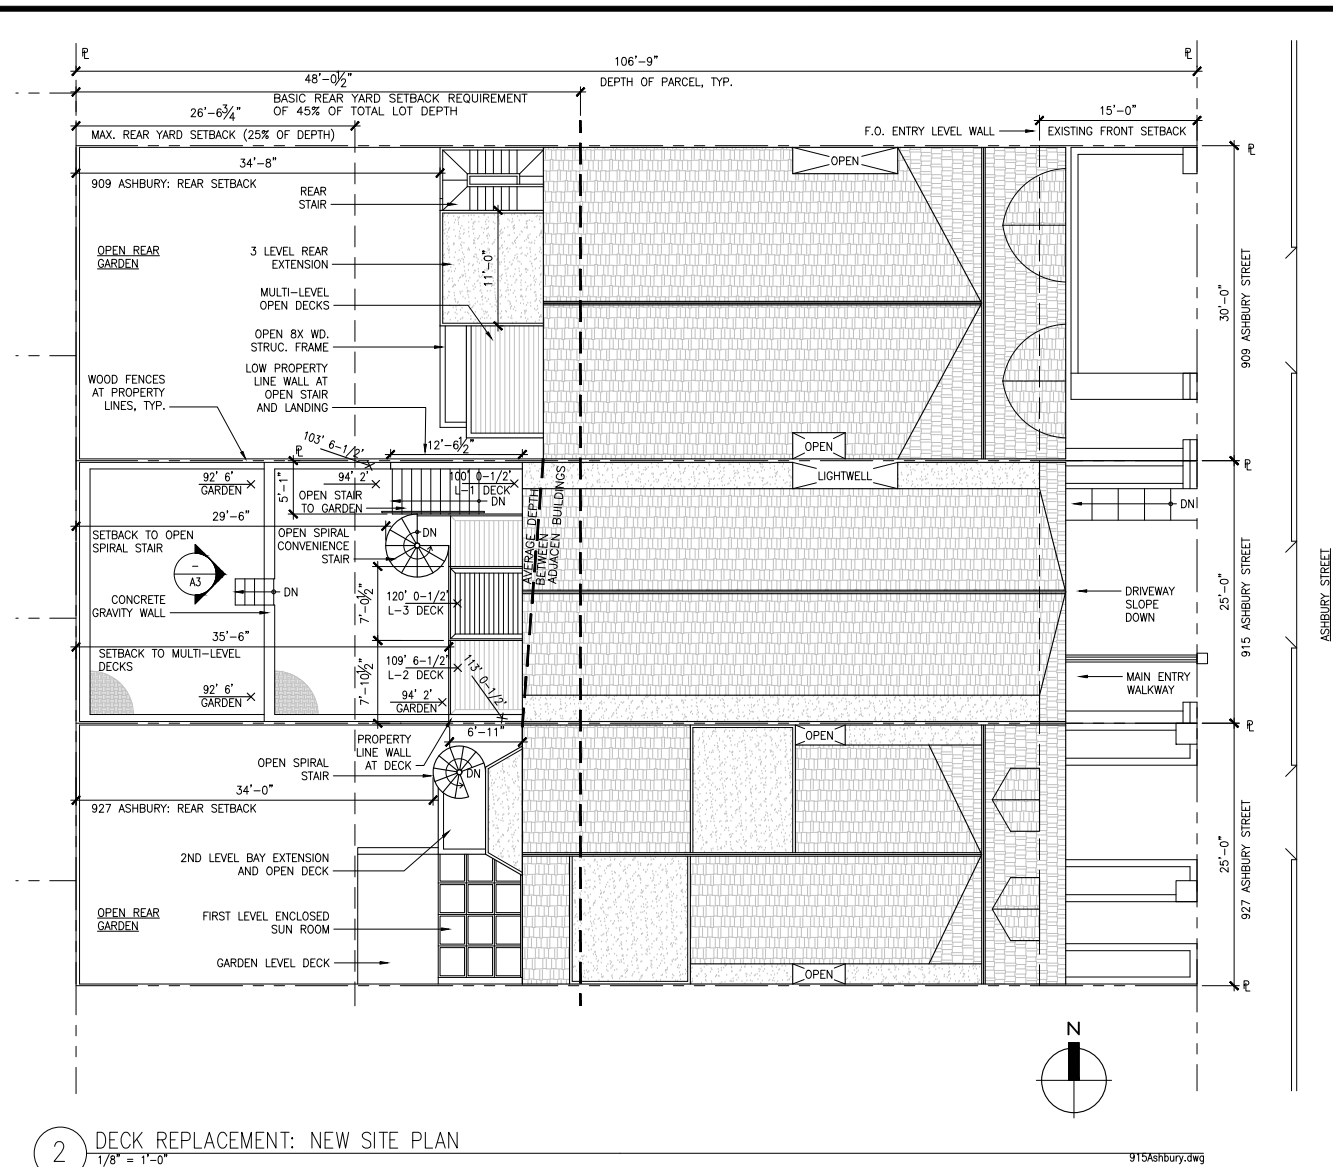 106'-9"
48'-0½"
DEPTH OF PARCEL, TYP.
BASIC REAR YARD SETBACK REQUIREMENT
OF 45% OF TOTAL LOT DEPTH
26'-6¾"
15'-0"
MAX. REAR YARD SETBACK (25% OF DEPTH)
F.O. ENTRY LEVEL WALL
EXISTING FRONT SETBACK
34'-8"
909 ASHBURY: REAR SETBACK
REAR
STAIR
OPEN
OPEN REAR
GARDEN
3 LEVEL REAR
EXTENSION
11'-0"
MULTI-LEVEL
OPEN DECKS
OPEN 8X WD.
STRUC. FRAME
LOW PROPERTY
LINE WALL AT
OPEN STAIR
AND LANDING
WOOD FENCES
AT PROPERTY
LINES, TYP.
30'-0"
909 ASHBURY STREET
103' 6-1/2'
12'-6½"
OPEN
LIGHTWELL
92' 6'
GARDEN
5'-1"
94' 2'
OPEN STAIR
TO GARDEN
100' 0-1/2'
L-1 DECK
DN
AVERAGE DEPTH
BETWEEN
ADJACEN BUILDINGS
DN
29'-6"
SETBACK TO OPEN
SPIRAL STAIR
OPEN SPIRAL
CONVENIENCE
STAIR
DN
–
A3
DN
CONCRETE
GRAVITY WALL
7'-0½"
120' 0-1/2'
L-3 DECK
DRIVEWAY
SLOPE
DOWN
25'-0"
915 ASHBURY STREET
ASHBURY STREET
35'-6"
SETBACK TO MULTI-LEVEL
DECKS
109' 6-1/2'
L-2 DECK
113' 0-1/2'
7'-10½"
92' 6'
GARDEN
94' 2'
GARDEN
MAIN ENTRY
WALKWAY
6'-11"
PROPERTY
LINE WALL
AT DECK
OPEN
OPEN SPIRAL
STAIR
DN
34'-0"
927 ASHBURY: REAR SETBACK
2ND LEVEL BAY EXTENSION
AND OPEN DECK
25'-0"
927 ASHBURY STREET
OPEN REAR
GARDEN
FIRST LEVEL ENCLOSED
SUN ROOM
GARDEN LEVEL DECK
OPEN
N
2
DECK REPLACEMENT: NEW SITE PLAN
1/8" = 1'-0"
915Ashbury.dwg